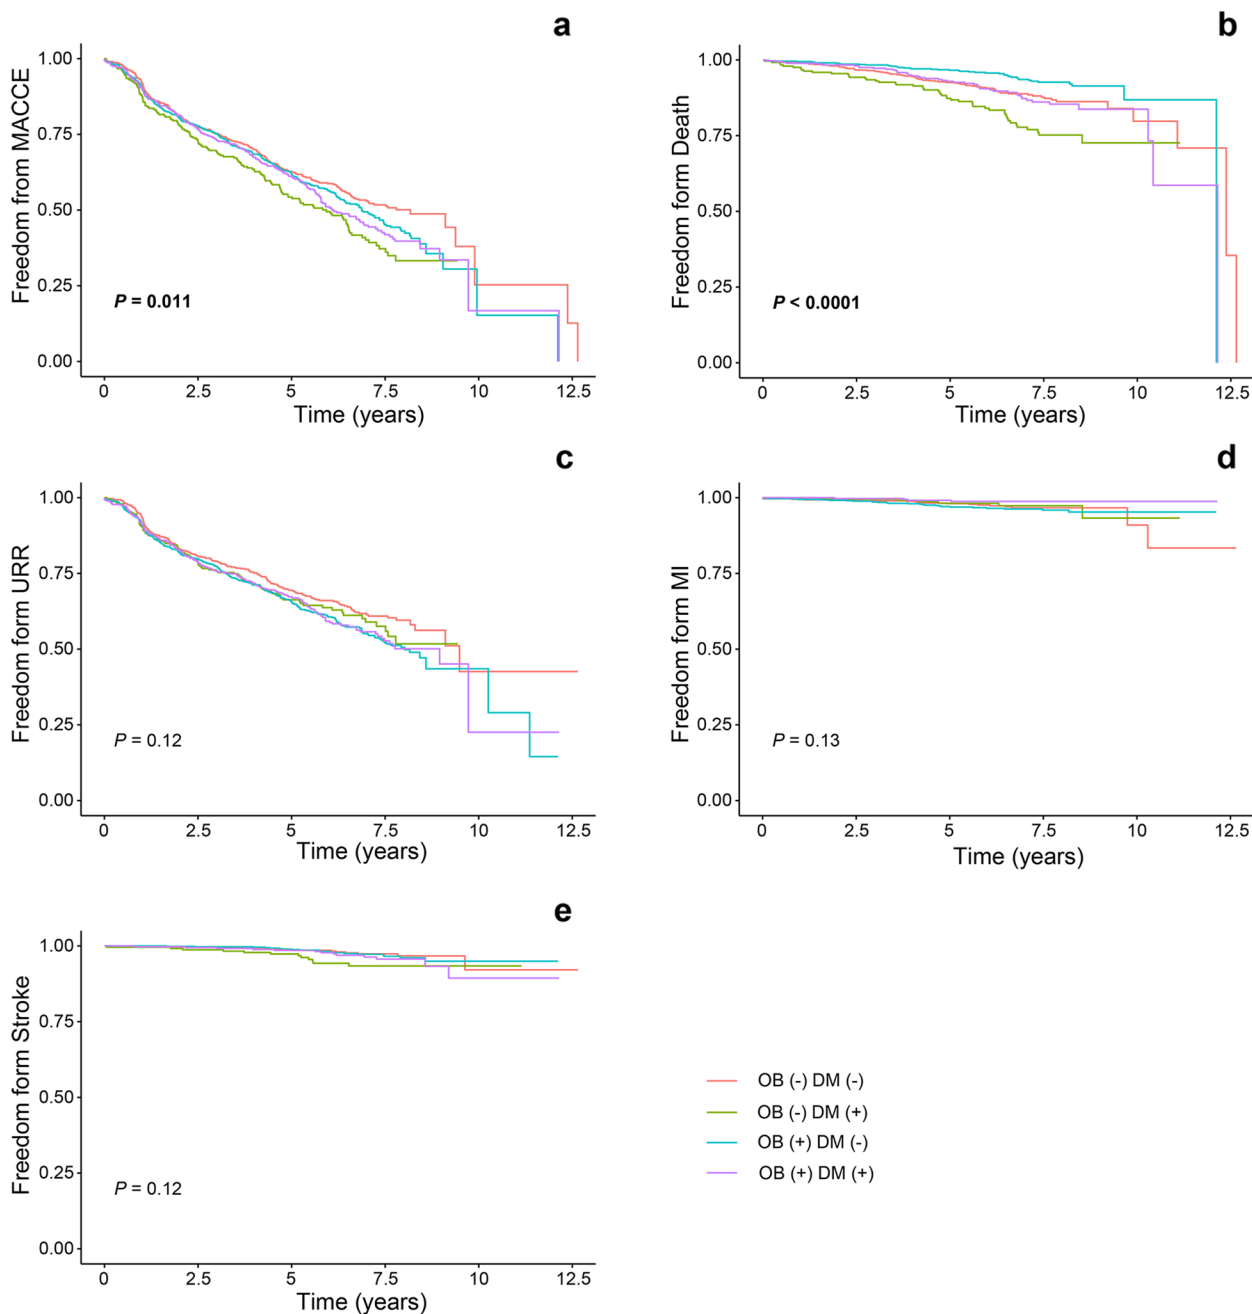 a
Freedom from MACCE
1.00
0.75
0.50
0.25
0.00
P = 0.011
0 2.5 5 7.5 10 12.5
Time (years)
b
Freedom form Death
1.00
0.75
0.50
0.25
0.00
P < 0.0001
0 2.5 5 7.5 10 12.5
Time (years)
c
Freedom form URR
1.00
0.75
0.50
0.25
0.00
P = 0.12
0 2.5 5 7.5 10 12.5
Time (years)
d
Freedom form MI
1.00
0.75
0.50
0.25
0.00
P = 0.13
0 2.5 5 7.5 10 12.5
Time (years)
e
Freedom form Stroke
1.00
0.75
0.50
0.25
0.00
P = 0.12
0 2.5 5 7.5 10 12.5
Time (years)
OB (-) DM (-)
OB (-) DM (+)
OB (+) DM (-)
OB (+) DM (+)